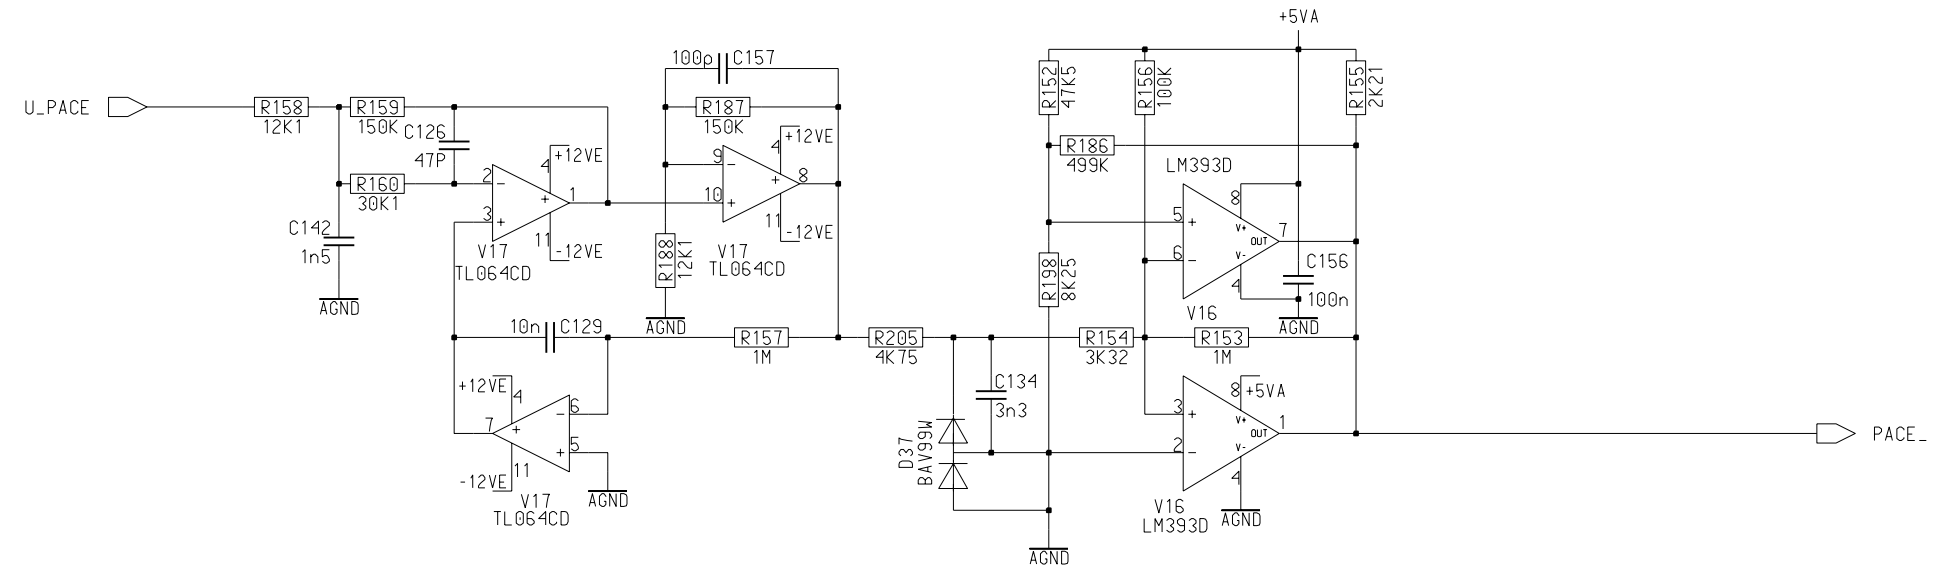 +5VA
100p C157
U_PACE
R158
12K1
R159
150K
C126
47P
R187
150K
R152
47K5
R156
100K
R155
2K21
+12VE
4
+12VE
4
R186
499K
LM393D
2
-
3
+
+
1
R160
30K1
9
-
10
+
+
8
8
C142
1n5
11
-12VE
V17
TL064CD
11
-12VE
V17
TL064CD
R188
12K1
5
+
6
-
V+
OUT
V-
7
4
R198
8K25
C156
100n
AGND
AGND
V16
AGND
10n C129
R157
1M
R205
4K75
R154
3K32
R153
1M
+12VE
4
6
-
7
+
5
+
11
-12VE
V17
TL064CD
AGND
C134
3n3
D37
BAV99W
8
+5VA
3
+
2
-
V+
OUT
V-
1
4
PACE_
V16
LM393D
AGND
AGND